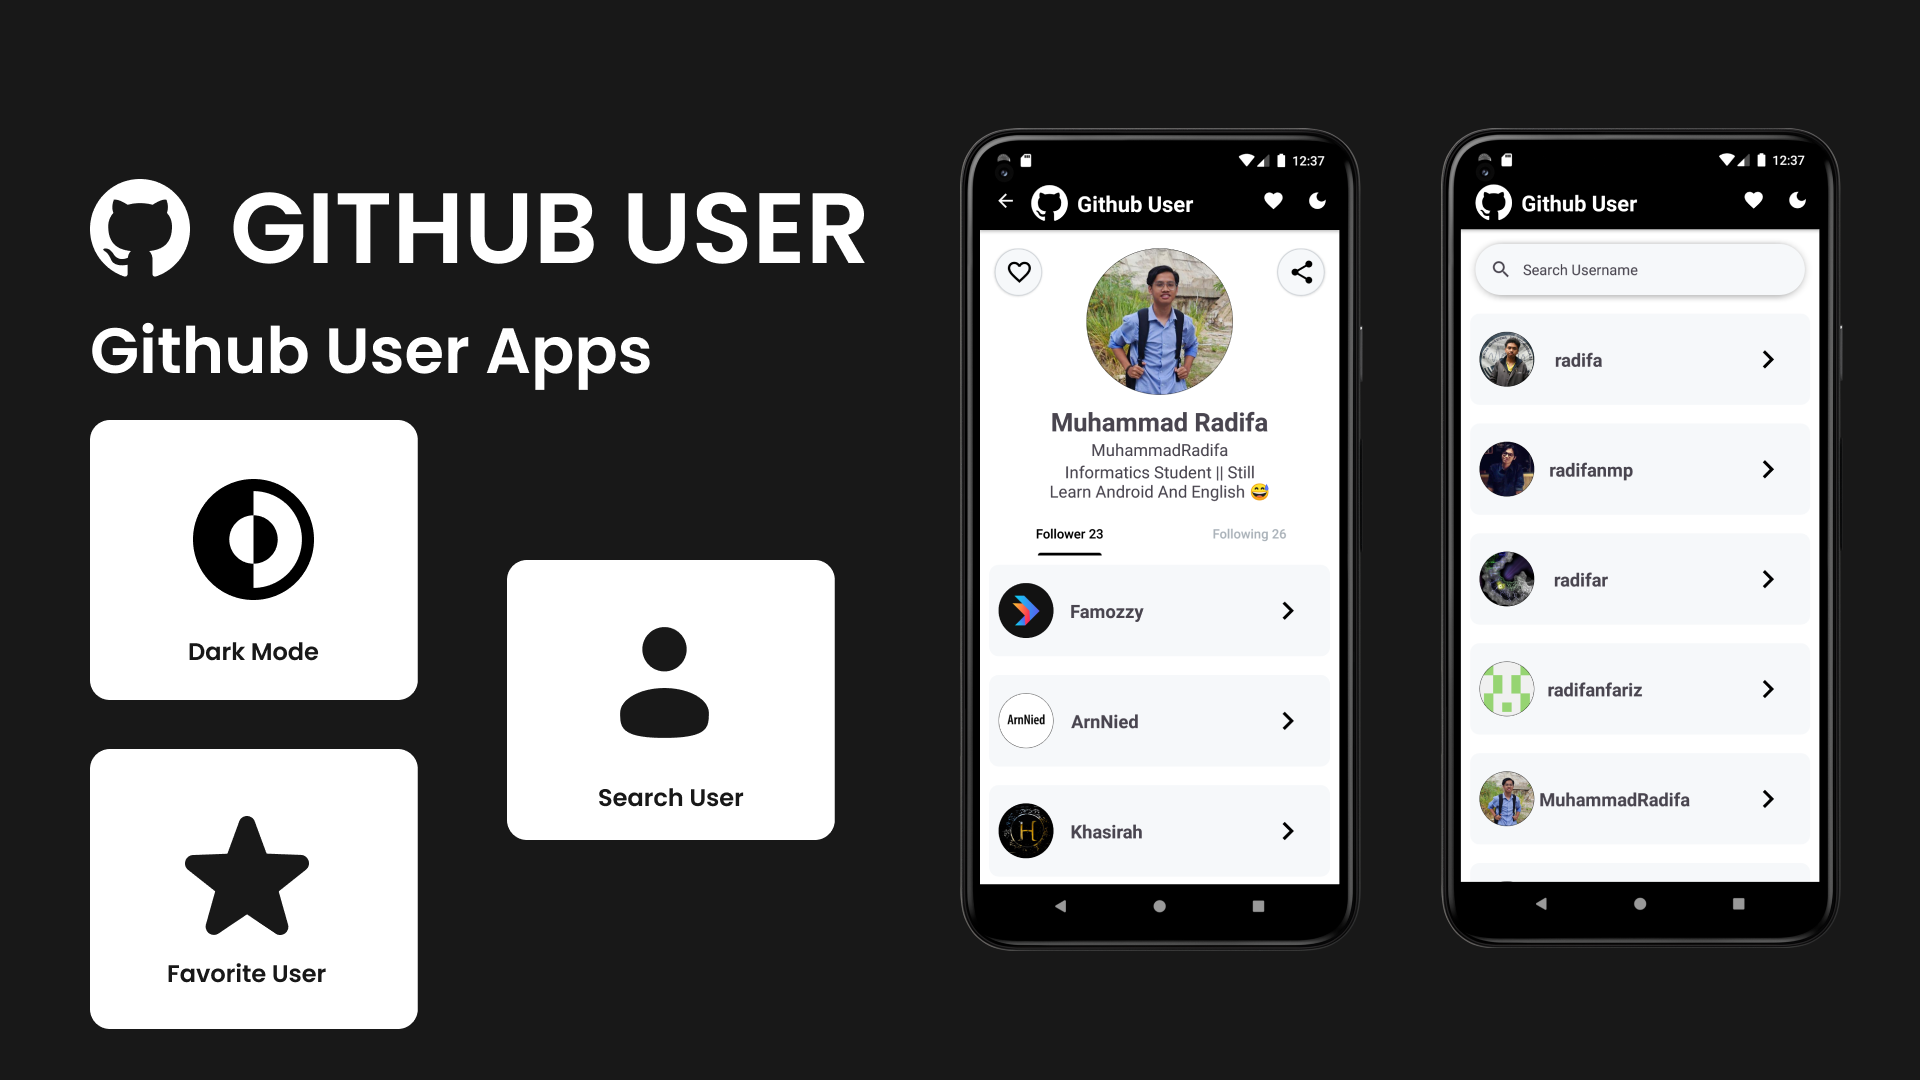 GITHUB USER
Github User Apps
Dark Mode
Search User
Favorite User
12:37
Github User
Muhammad Radifa
MuhammadRadifa
Informatics Student || Still
Learn Android And English 😅
Follower 23
Following 26
Famozzy
ArnNied
ArnNied
H
Khasirah
12:37
Github User
Search Username
radifa
radifanmp
radifar
radifanfariz
MuhammadRadifa